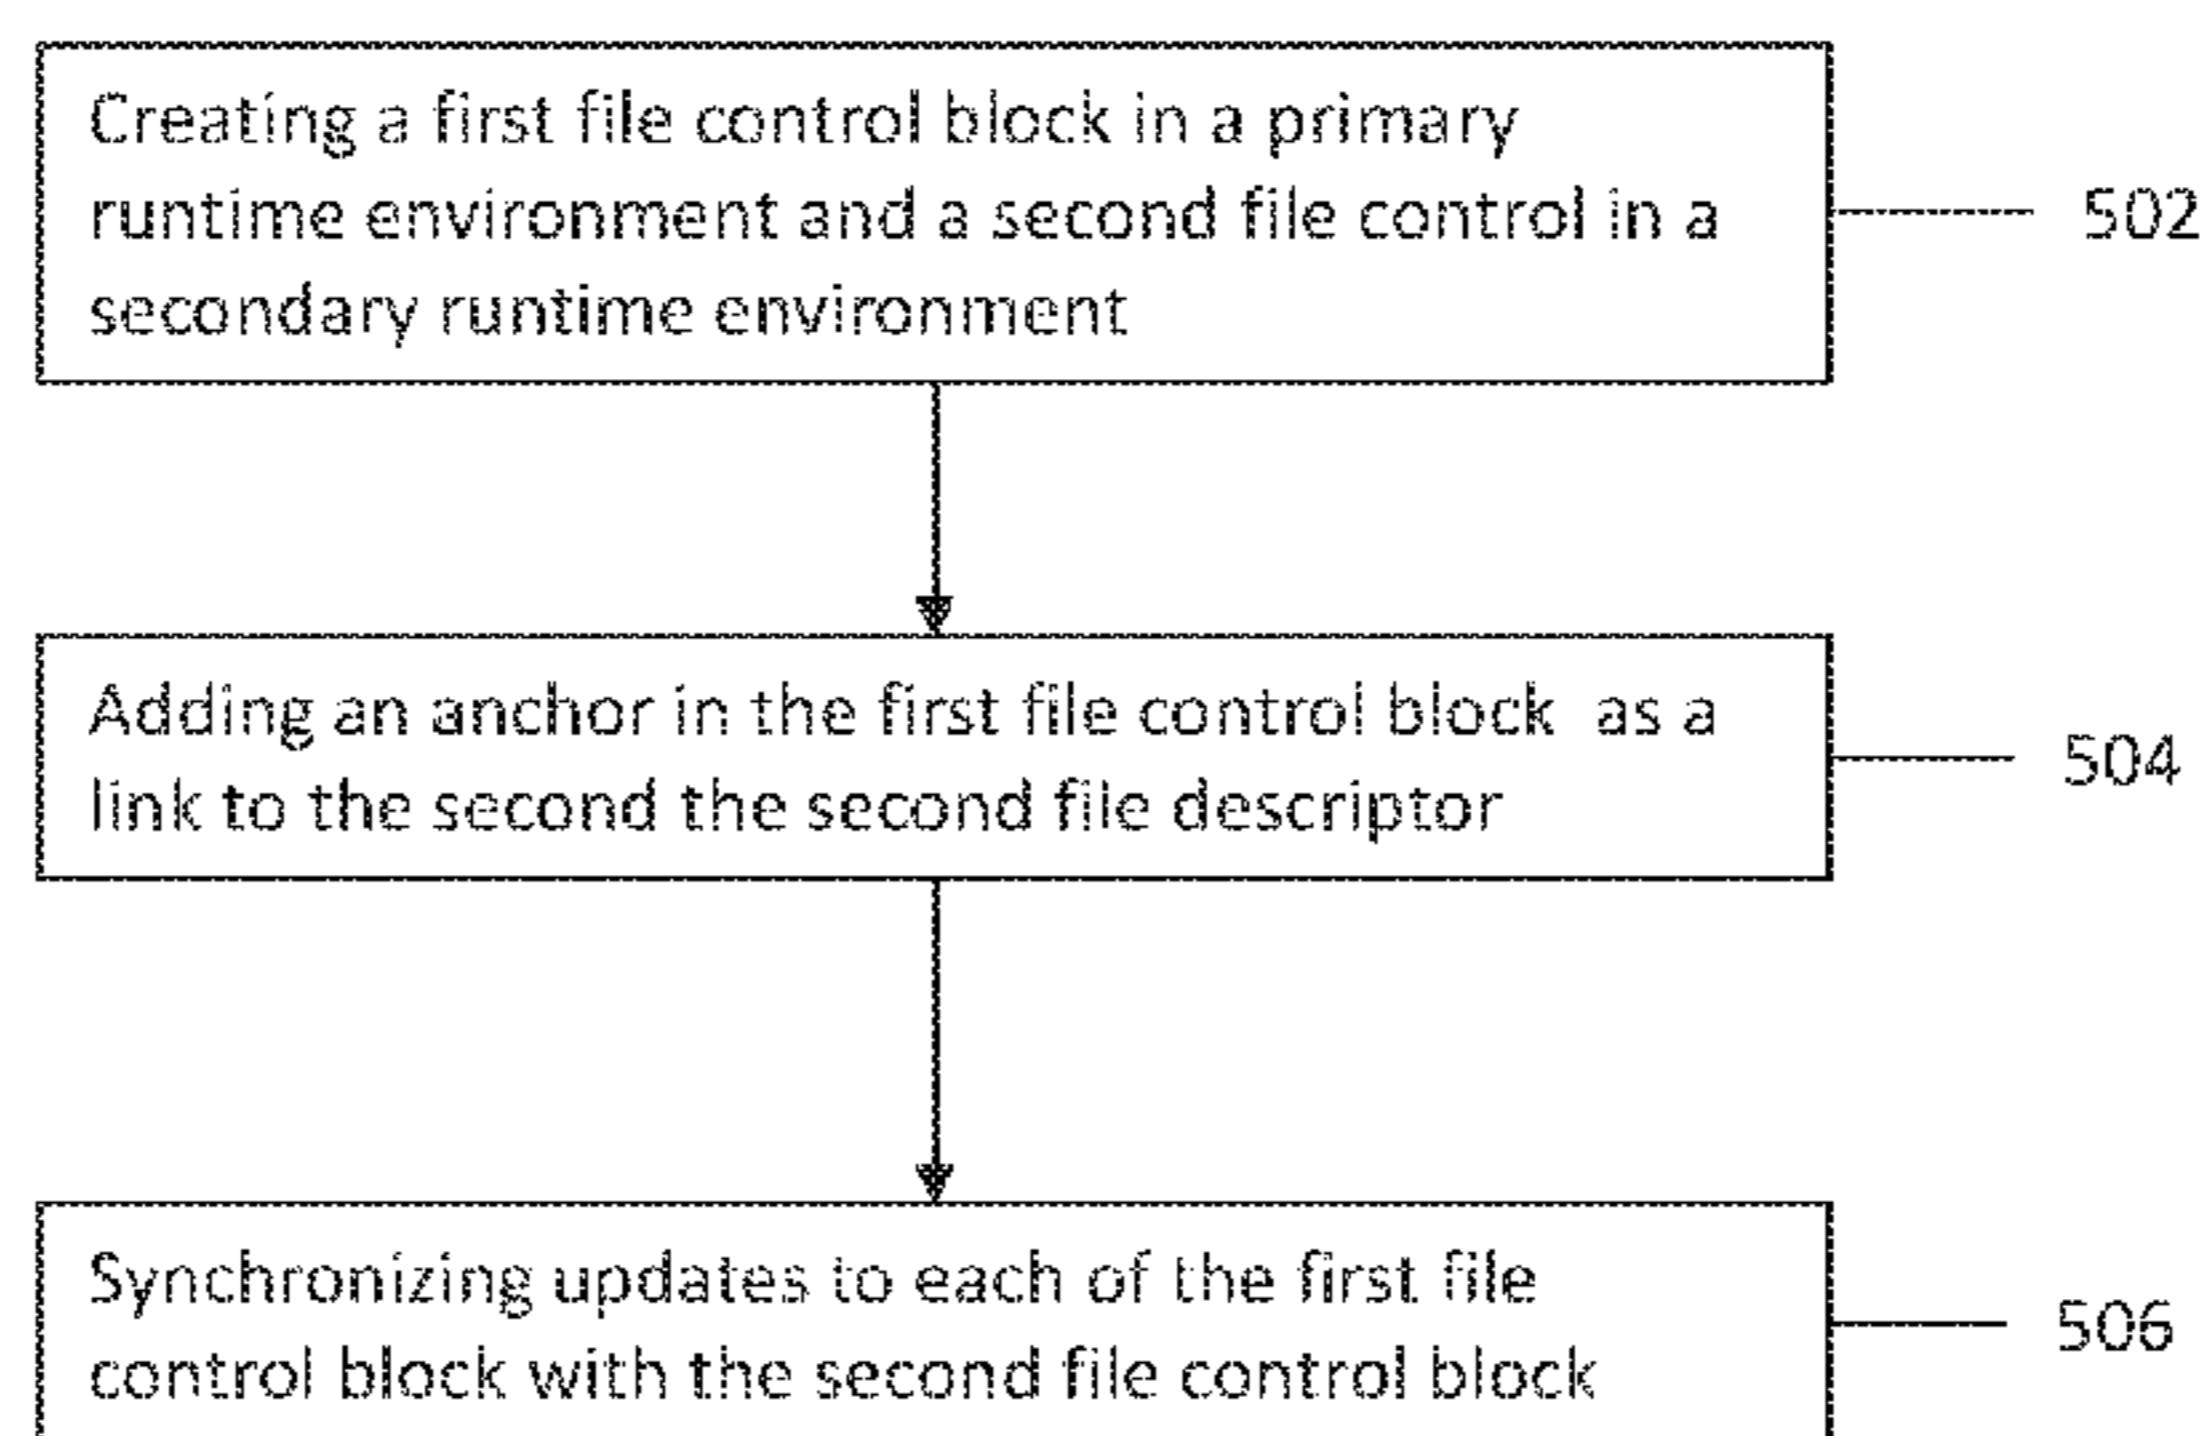 Creating a first file control block in a primary
runtime environment and a second file control in a
secondary runtime environment
502
Adding an anchor in the first file control block as a
link to the second the second file descriptor
504
Synchronizing updates to each of the first file
control block with the second file control block
506